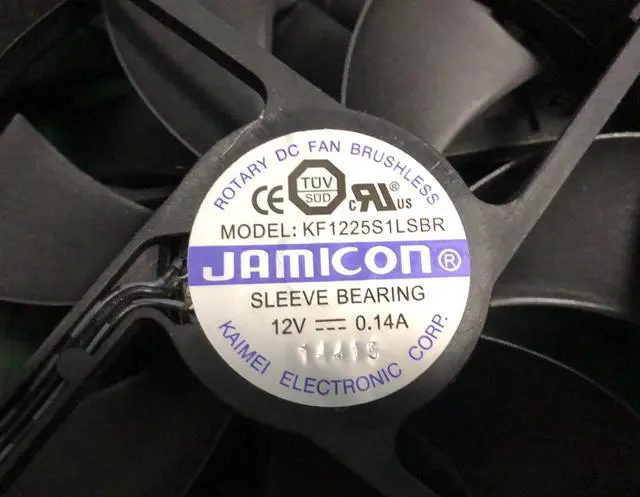 ROTARY DC FAN BRUSHLESS
CE TÜV SÜD c RU ® US
MODEL: KF1225S1LSBR
JAMICON®
SLEEVE BEARING
12V ⎓ 0.14A
KAIMEI ELECTRONIC CORP.